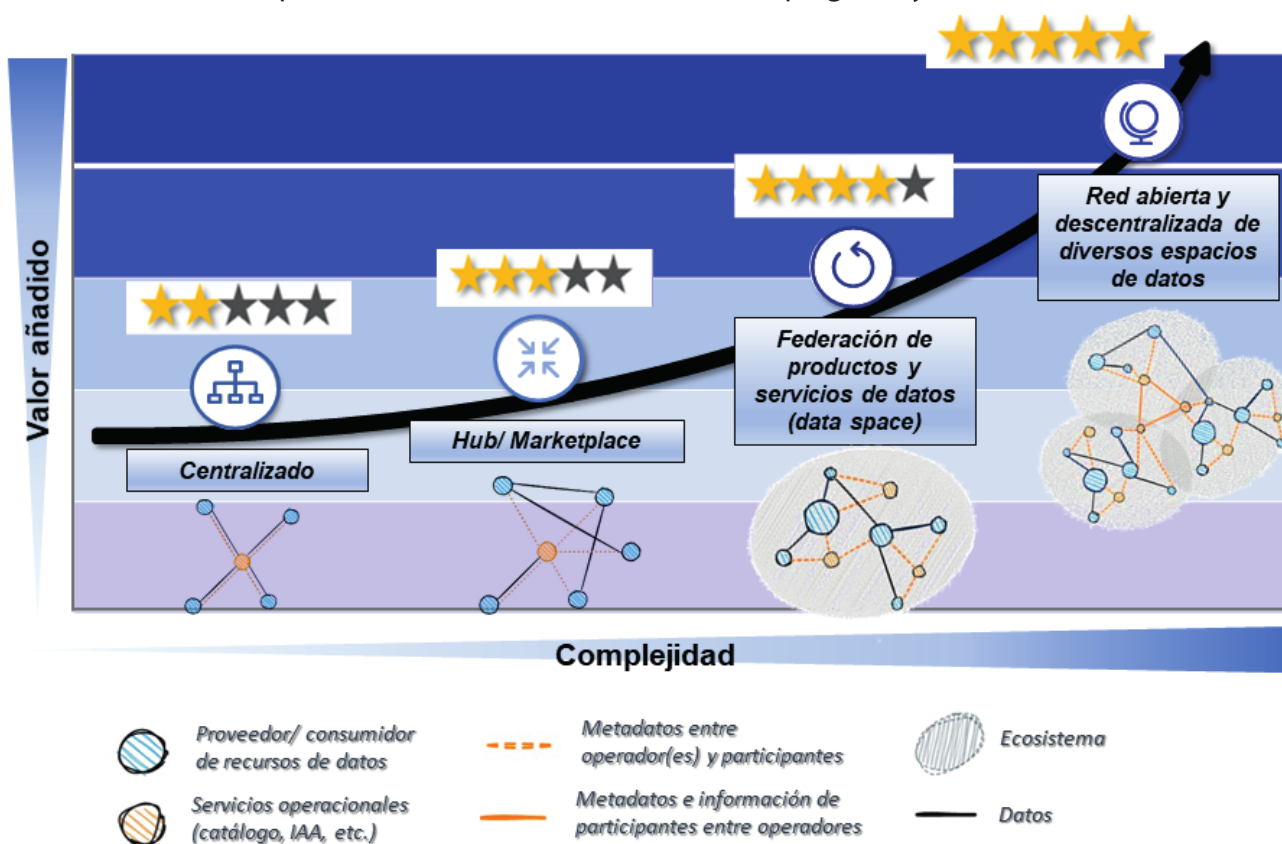 Valor añadido
Centralizado
Hub/ Marketplace
Federación de
productos y
servicios de datos
(data space)
Red abierta y
descentralizada de
diversos espacios
de datos
Complejidad
Proveedor/ consumidor
de recursos de datos
Servicios operacionales
(catálogo, IAA, etc.)
Metadatos entre
operador(es) y participantes
Metadatos e información de
participantes entre operadores
Ecosistema
Datos